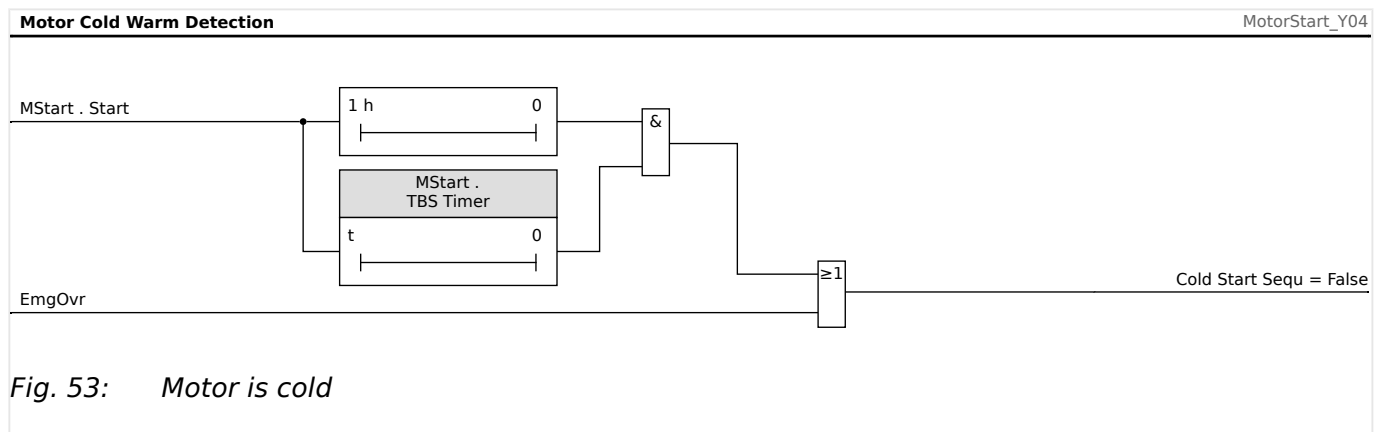 Motor Cold Warm Detection
MotorStart_Y04
MStart . Start
1 h 0
&
MStart .
TBS Timer
t 0
≥1
Cold Start Sequ = False
EmgOvr
Fig. 53: Motor is cold